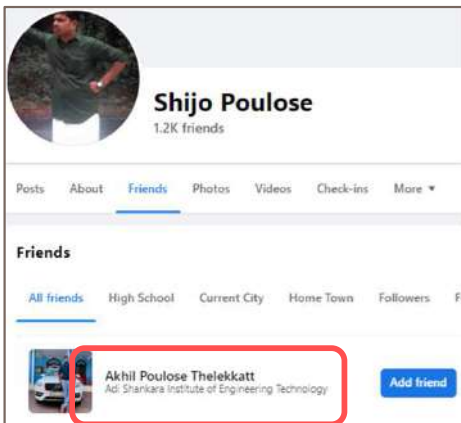 Shijo Poulose
1.2K friends
Posts About Friends Photos Videos Check-ins More
Friends
All friends High School Current City Home Town Followers F
Akhil Poulose Thelekkatt
Adi Shankara Institute of Engineering Technology
Add friend